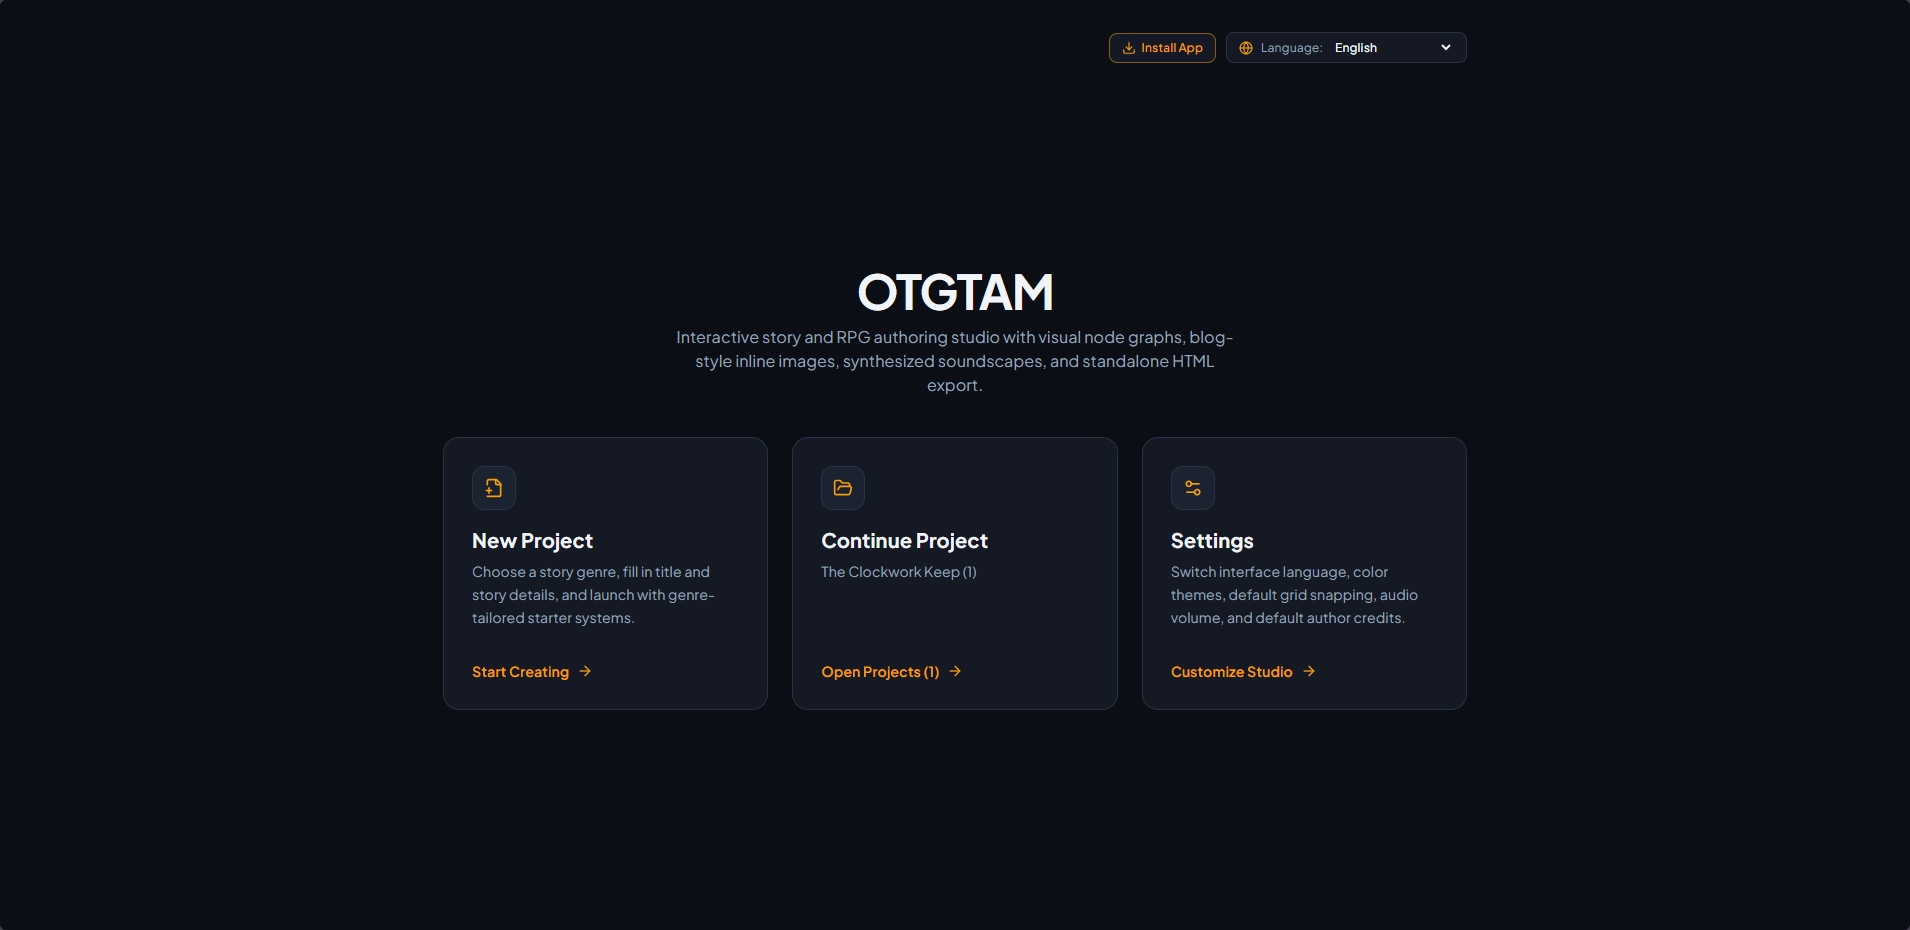 Install App
Language: English
OTGTAM
Interactive story and RPG authoring studio with visual node graphs, blog-
style inline images, synthesized soundscapes, and standalone HTML
export.
New Project
Choose a story genre, fill in title and
story details, and launch with genre-
tailored starter systems.
Start Creating
Continue Project
The Clockwork Keep (1)
Open Projects (1)
Settings
Switch interface language, color
themes, default grid snapping, audio
volume, and default author credits.
Customize Studio